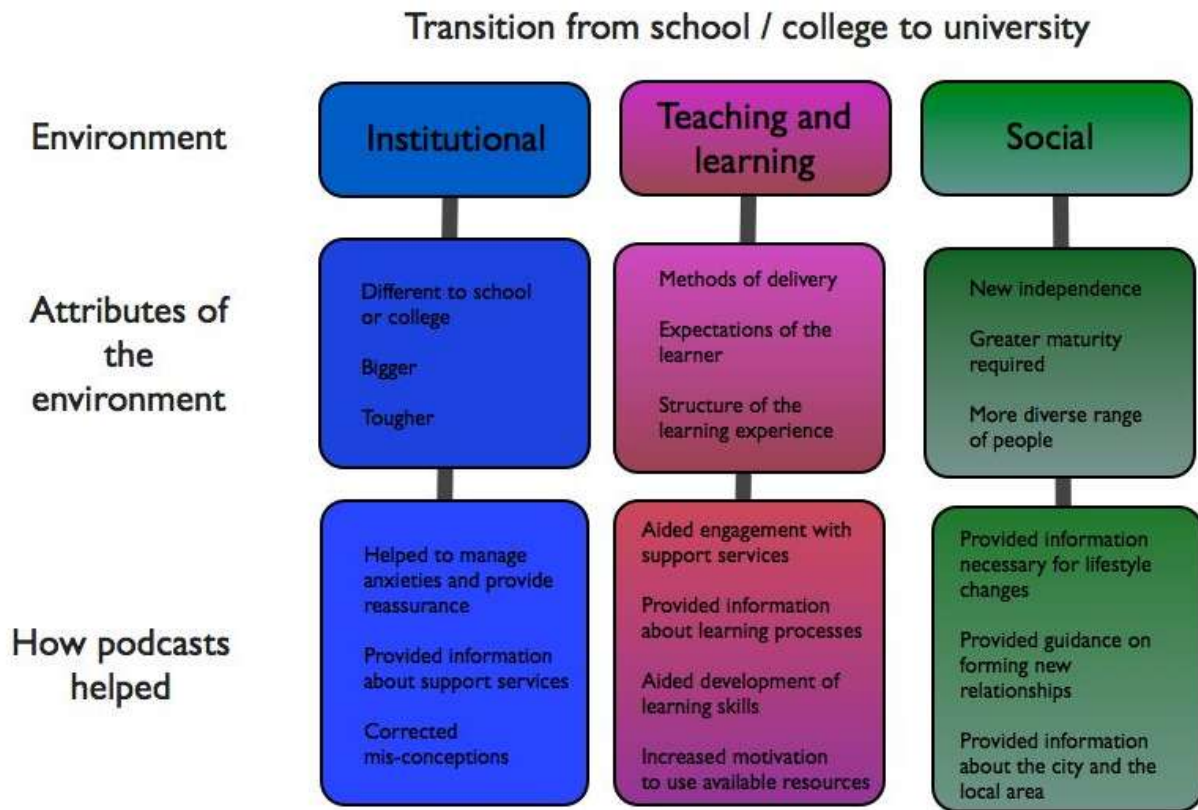 Transition from school / college to university
Environment
Institutional
Teaching and
learning
Social
Attributes of
the
environment
Different to school
or college
Bigger
Tougher
Methods of delivery
Expectations of the
learner
Structure of the
learning experience
New independence
Greater maturity
required
More diverse range
of people
How podcasts
helped
Helped to manage
anxieties and provide
reassurance
Provided information
about support services
Corrected
mis-conceptions
Aided engagement with
support services
Provided information
about learning processes
Aided development of
learning skills
Increased motivation
to use available resources
Provided information
necessary for lifestyle
changes
Provided guidance on
forming new
relationships
Provided information
about the city and the
local area